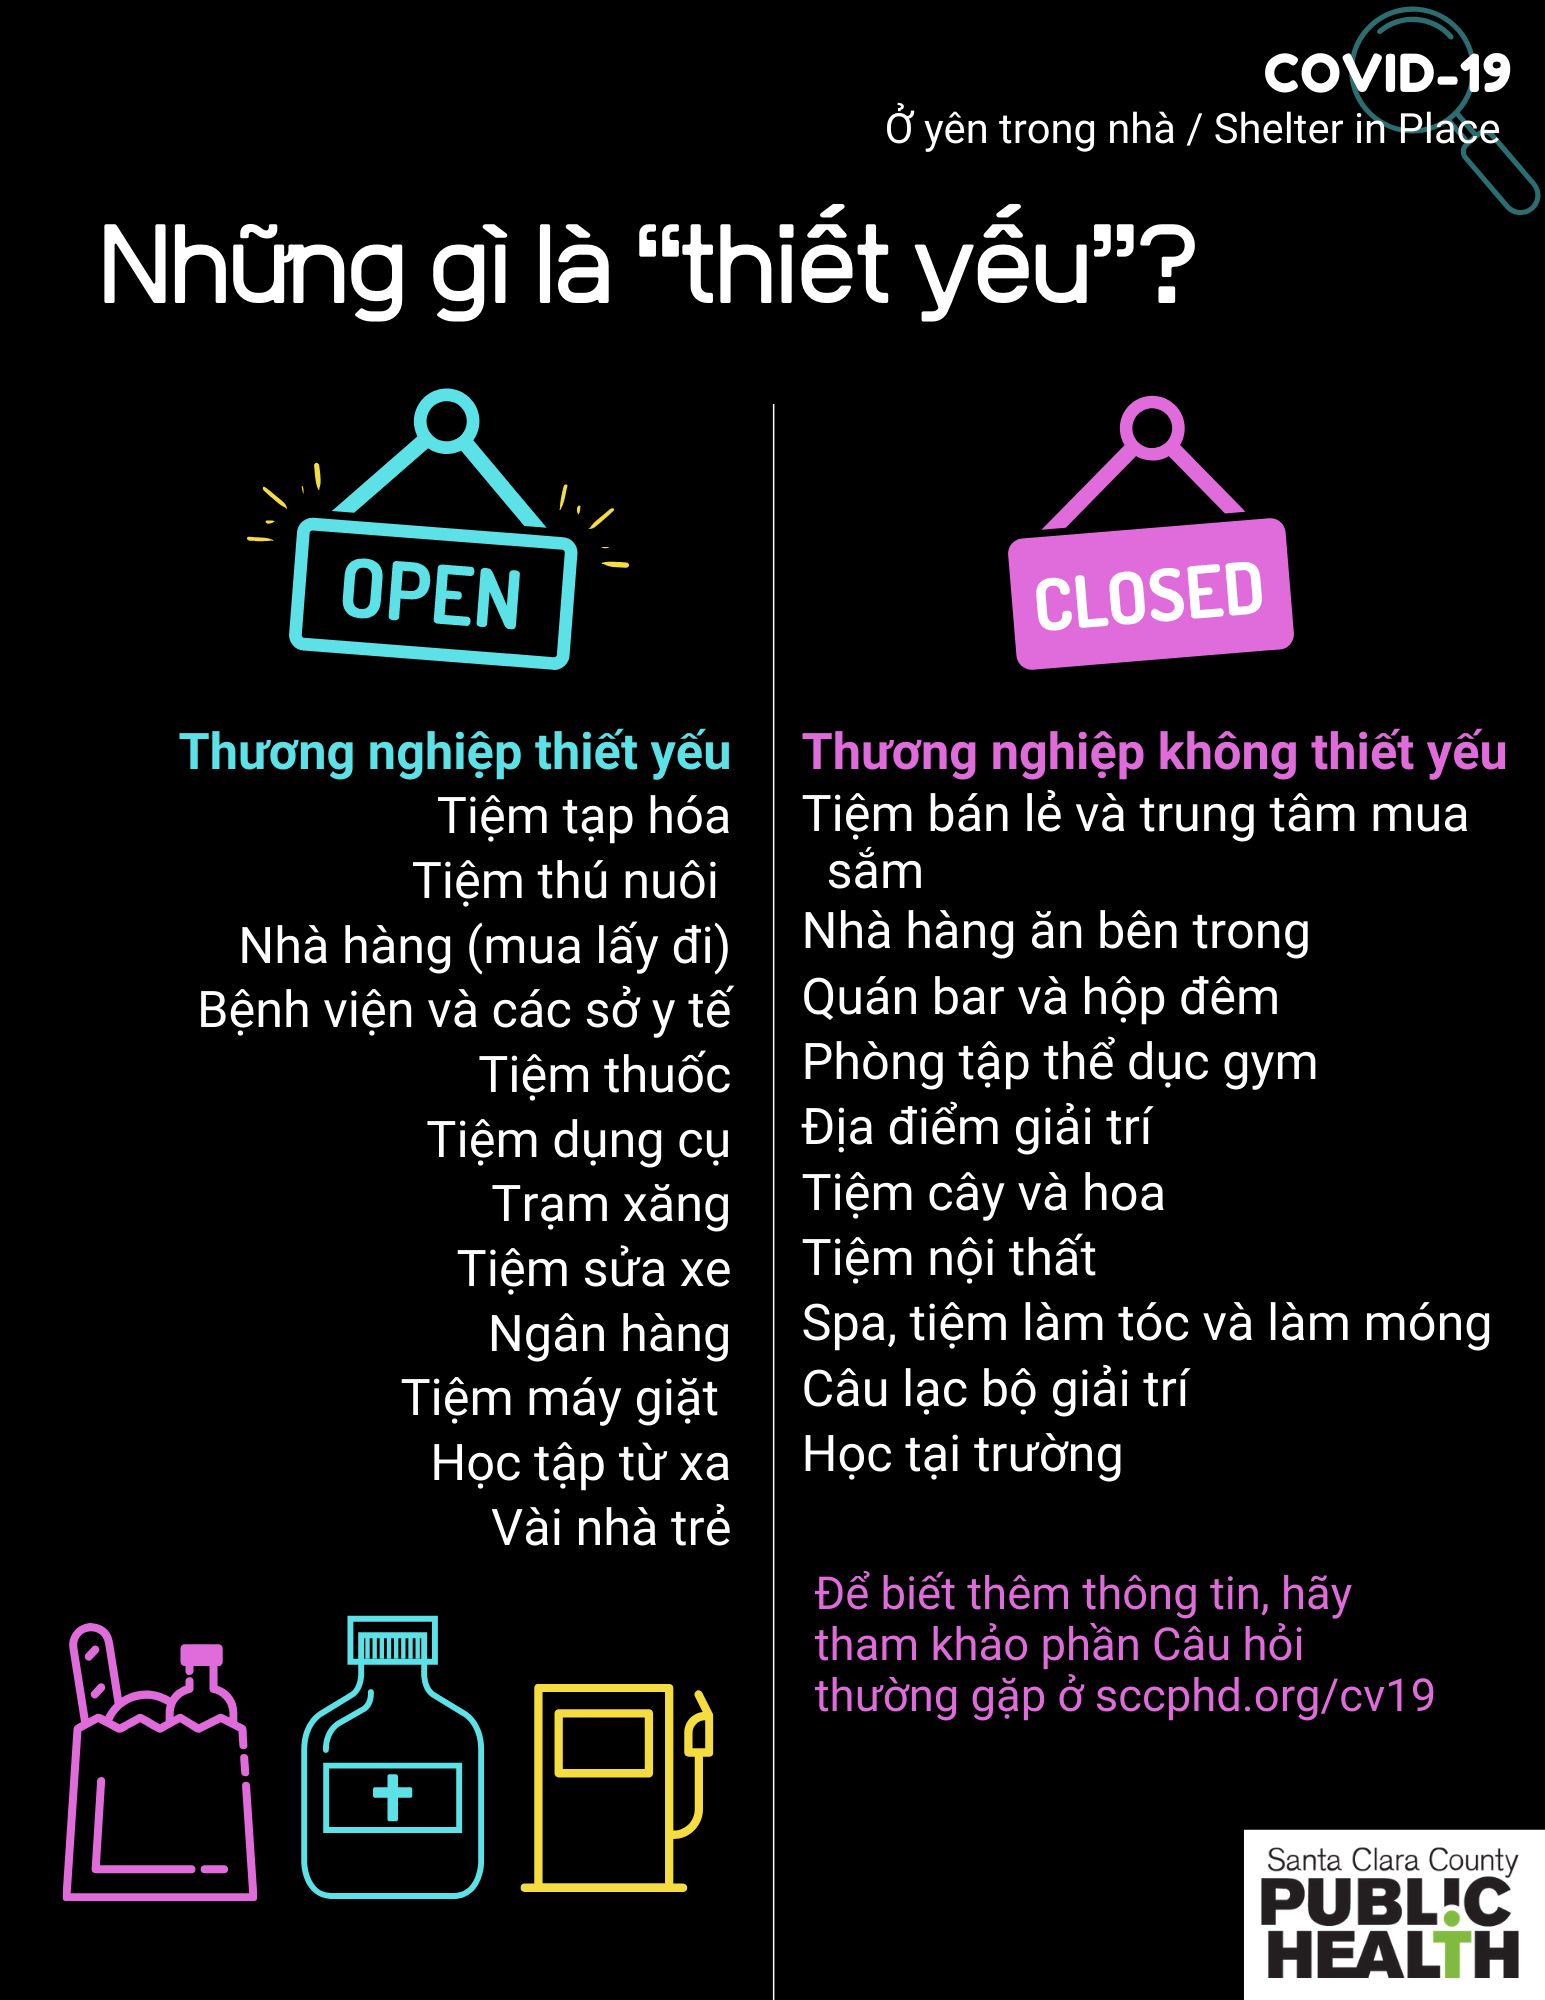 COVID-19
Ở yên trong nhà / Shelter in Place
Những gì là “thiết yếu”?
OPEN
Thương nghiệp thiết yếu
Tiệm tạp hóa
Tiệm thú nuôi
Nhà hàng (mua lấy đi)
Bệnh viện và các sở y tế
Tiệm thuốc
Tiệm dụng cụ
Trạm xăng
Tiệm sửa xe
Ngân hàng
Tiệm máy giặt
Học tập từ xa
Vài nhà trẻ
CLOSED
Thương nghiệp không thiết yếu
Tiệm bán lẻ và trung tâm mua
sắm
Nhà hàng ăn bên trong
Quán bar và hộp đêm
Phòng tập thể dục gym
Địa điểm giải trí
Tiệm cây và hoa
Tiệm nội thất
Spa, tiệm làm tóc và làm móng
Câu lạc bộ giải trí
Học tại trường
Để biết thêm thông tin, hãy
tham khảo phần Câu hỏi
thường gặp ở sccphd.org/cv19
Santa Clara County
PUBLIC
HEALTH